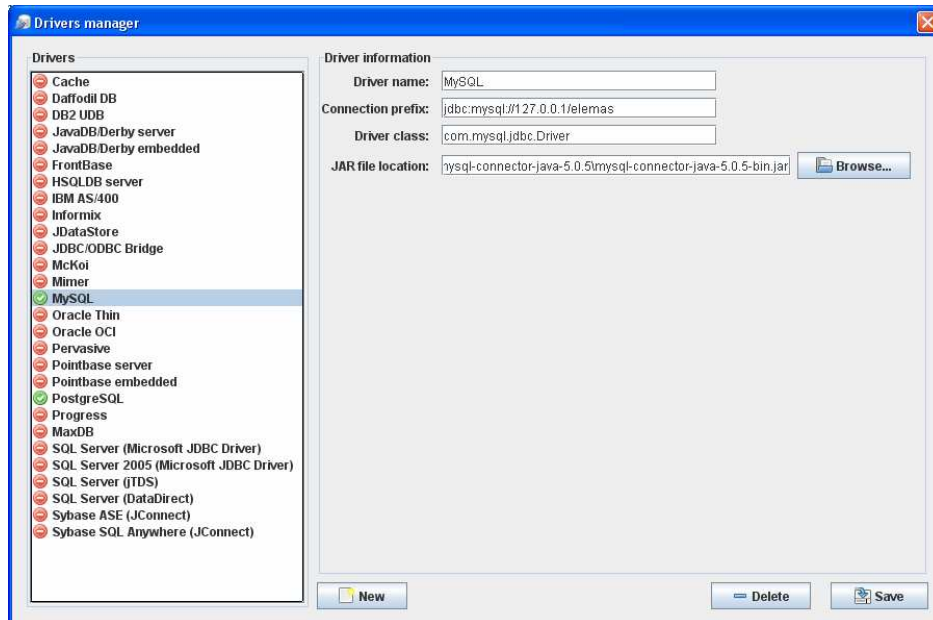 Drivers manager
Drivers
Cache
Daffodil DB
DB2 UDB
JavaDB/Derby server
JavaDB/Derby embedded
FrontBase
HSQLDB server
IBM AS/400
Informix
JDataStore
JDBC/ODBC Bridge
McKoi
Mimer
MySQL
Oracle Thin
Oracle OCI
Pervasive
Pointbase server
Pointbase embedded
PostgreSQL
Progress
MaxDB
SQL Server (Microsoft JDBC Driver)
SQL Server 2005 (Microsoft JDBC Driver)
SQL Server (jTDS)
SQL Server (DataDirect)
Sybase ASE (JConnect)
Sybase SQL Anywhere (JConnect)
Driver information
Driver name: MySQL
Connection prefix: jdbc:mysql://127.0.0.1/elemas
Driver class: com.mysql.jdbc.Driver
JAR file location: mysql-connector-java-5.0.5\mysql-connector-java-5.0.5-bin.jar Browse...
New Delete Save